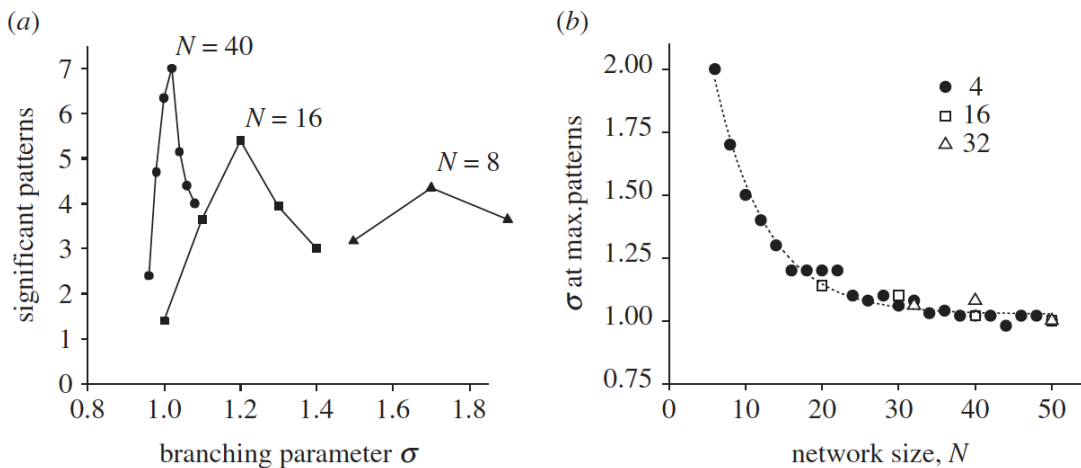 (a)
N = 40
N = 16
N = 8
significant patterns
7
6
5
4
3
2
1
0
0.8 1.0 1.2 1.4 1.6 1.8
branching parameter σ
(b)
σ at max.patterns
2.00
1.75
1.50
1.25
1.00
0.75
4
16
32
0 10 20 30 40 50
network size, N